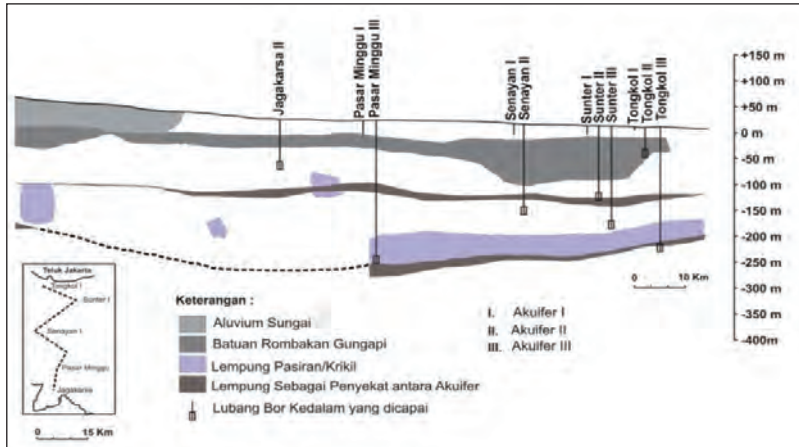 Jagakarsa II
Pasar Minggu I
Pasar Minggu III
Senayan I
Senayan II
Sunter I
Sunter II
Sunter III
Tongkol I
Tongkol II
Tongkol III
+150 m
+150 m
+50 m
0 m
-50 m
-100 m
-150 m
-200 m
-250 m
-300 m
-350 m
-400m
0 10 Km
Teluk Jakarta
Tongkol I
Sunter I
Senayan I
Pasar Minggu
Jagakarsa
0 15 Km
Keterangan :
Aluvium Sungai
Batuan Rombakan Gungapi
Lempung Pasiran/Krikil
Lempung Sebagai Penyekat antara Akuifer
Lubang Bor Kedalam yang dicapai
I. Akuifer I
II. Akuifer II
III. Akuifer III